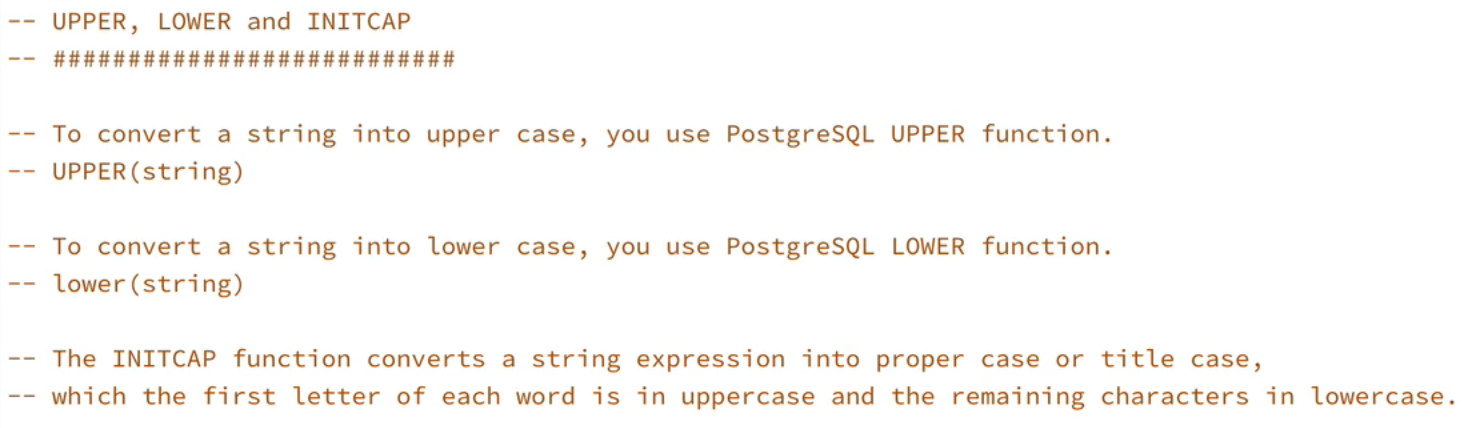 -- UPPER, LOWER and INITCAP
-- ###########################
-- To convert a string into upper case, you use PostgreSQL UPPER function.
-- UPPER(string)
-- To convert a string into lower case, you use PostgreSQL LOWER function.
-- lower(string)
-- The INITCAP function converts a string expression into proper case or title case,
-- which the first letter of each word is in uppercase and the remaining characters in lowercase.